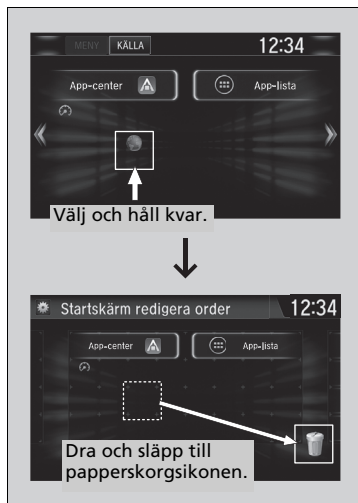 MENY KÄLLA 12:34
App-center App-lista
Välj och håll kvar.
Startskärm redigera order 12:34
App-center App-lista
Dra och släpp till
papperskorgsikonen.